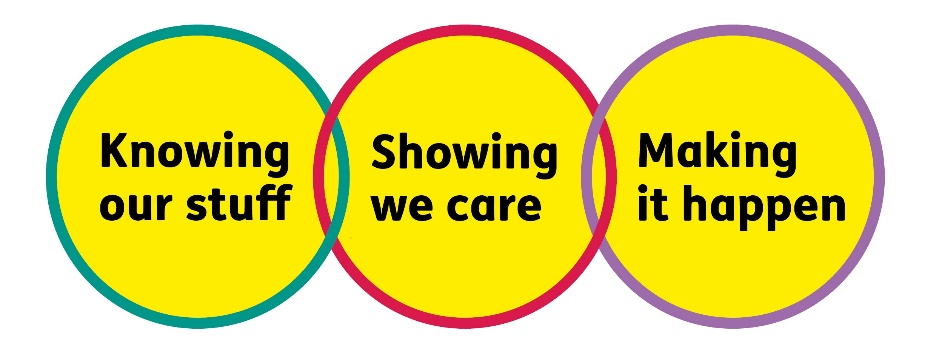 Knowing
our stuff
Showing
we care
Making
it happen